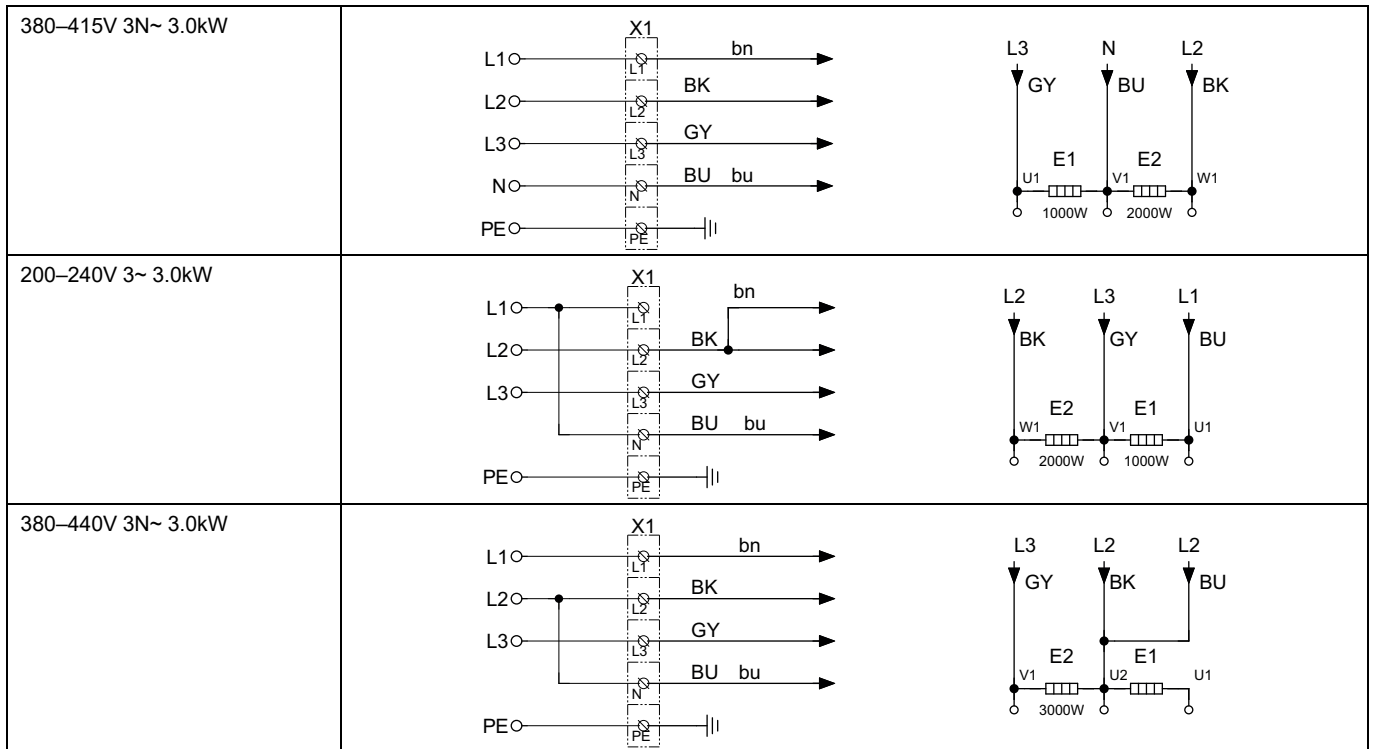 380–415V 3N~ 3.0kW
X1
L1
L1
bn
L2
L2
BK
L3
L3
GY
N
N
BU bu
PE
PE
L3 N L2
GY BU BK
E1 E2
U1 V1 W1
1000W 2000W
200–240V 3~ 3.0kW
X1
L1
L1
bn
L2
L2
BK
L3
L3
GY
N
BU bu
PE
PE
L2 L3 L1
BK GY BU
E2 E1
W1 V1 U1
2000W 1000W
380–440V 3N~ 3.0kW
X1
L1
L1
bn
L2
L2
BK
L3
L3
GY
N
BU bu
PE
PE
L3 L2 L2
GY BK BU
E2 E1
V1 U2 U1
3000W